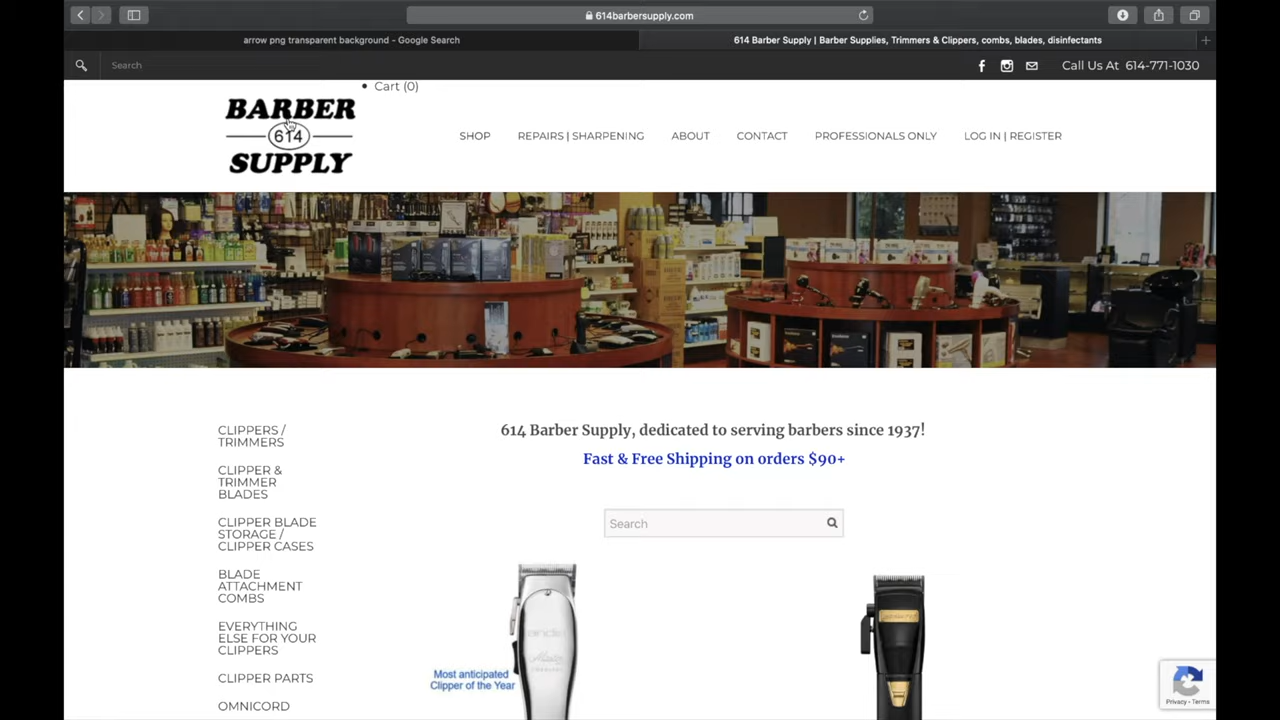 614barbersupply.com
arrow png transparent background - Google Search
614 Barber Supply | Barber Supplies, Trimmers & Clippers, combs, blades, disinfectants
Search
Call Us At 614-771-1030
Cart (0)
BARBER
614
SUPPLY
SHOP
REPAIRS | SHARPENING
ABOUT
CONTACT
PROFESSIONALS ONLY
LOG IN | REGISTER
CLIPPERS /
TRIMMERS
CLIPPER &
TRIMMER
BLADES
CLIPPER BLADE
STORAGE /
CLIPPER CASES
BLADE
ATTACHMENT
COMBS
EVERYTHING
ELSE FOR YOUR
CLIPPERS
CLIPPER PARTS
OMNICORD
614 Barber Supply, dedicated to serving barbers since 1937!
Fast & Free Shipping on orders $90+
Search
Most anticipated
Clipper of the Year
Privacy - Terms